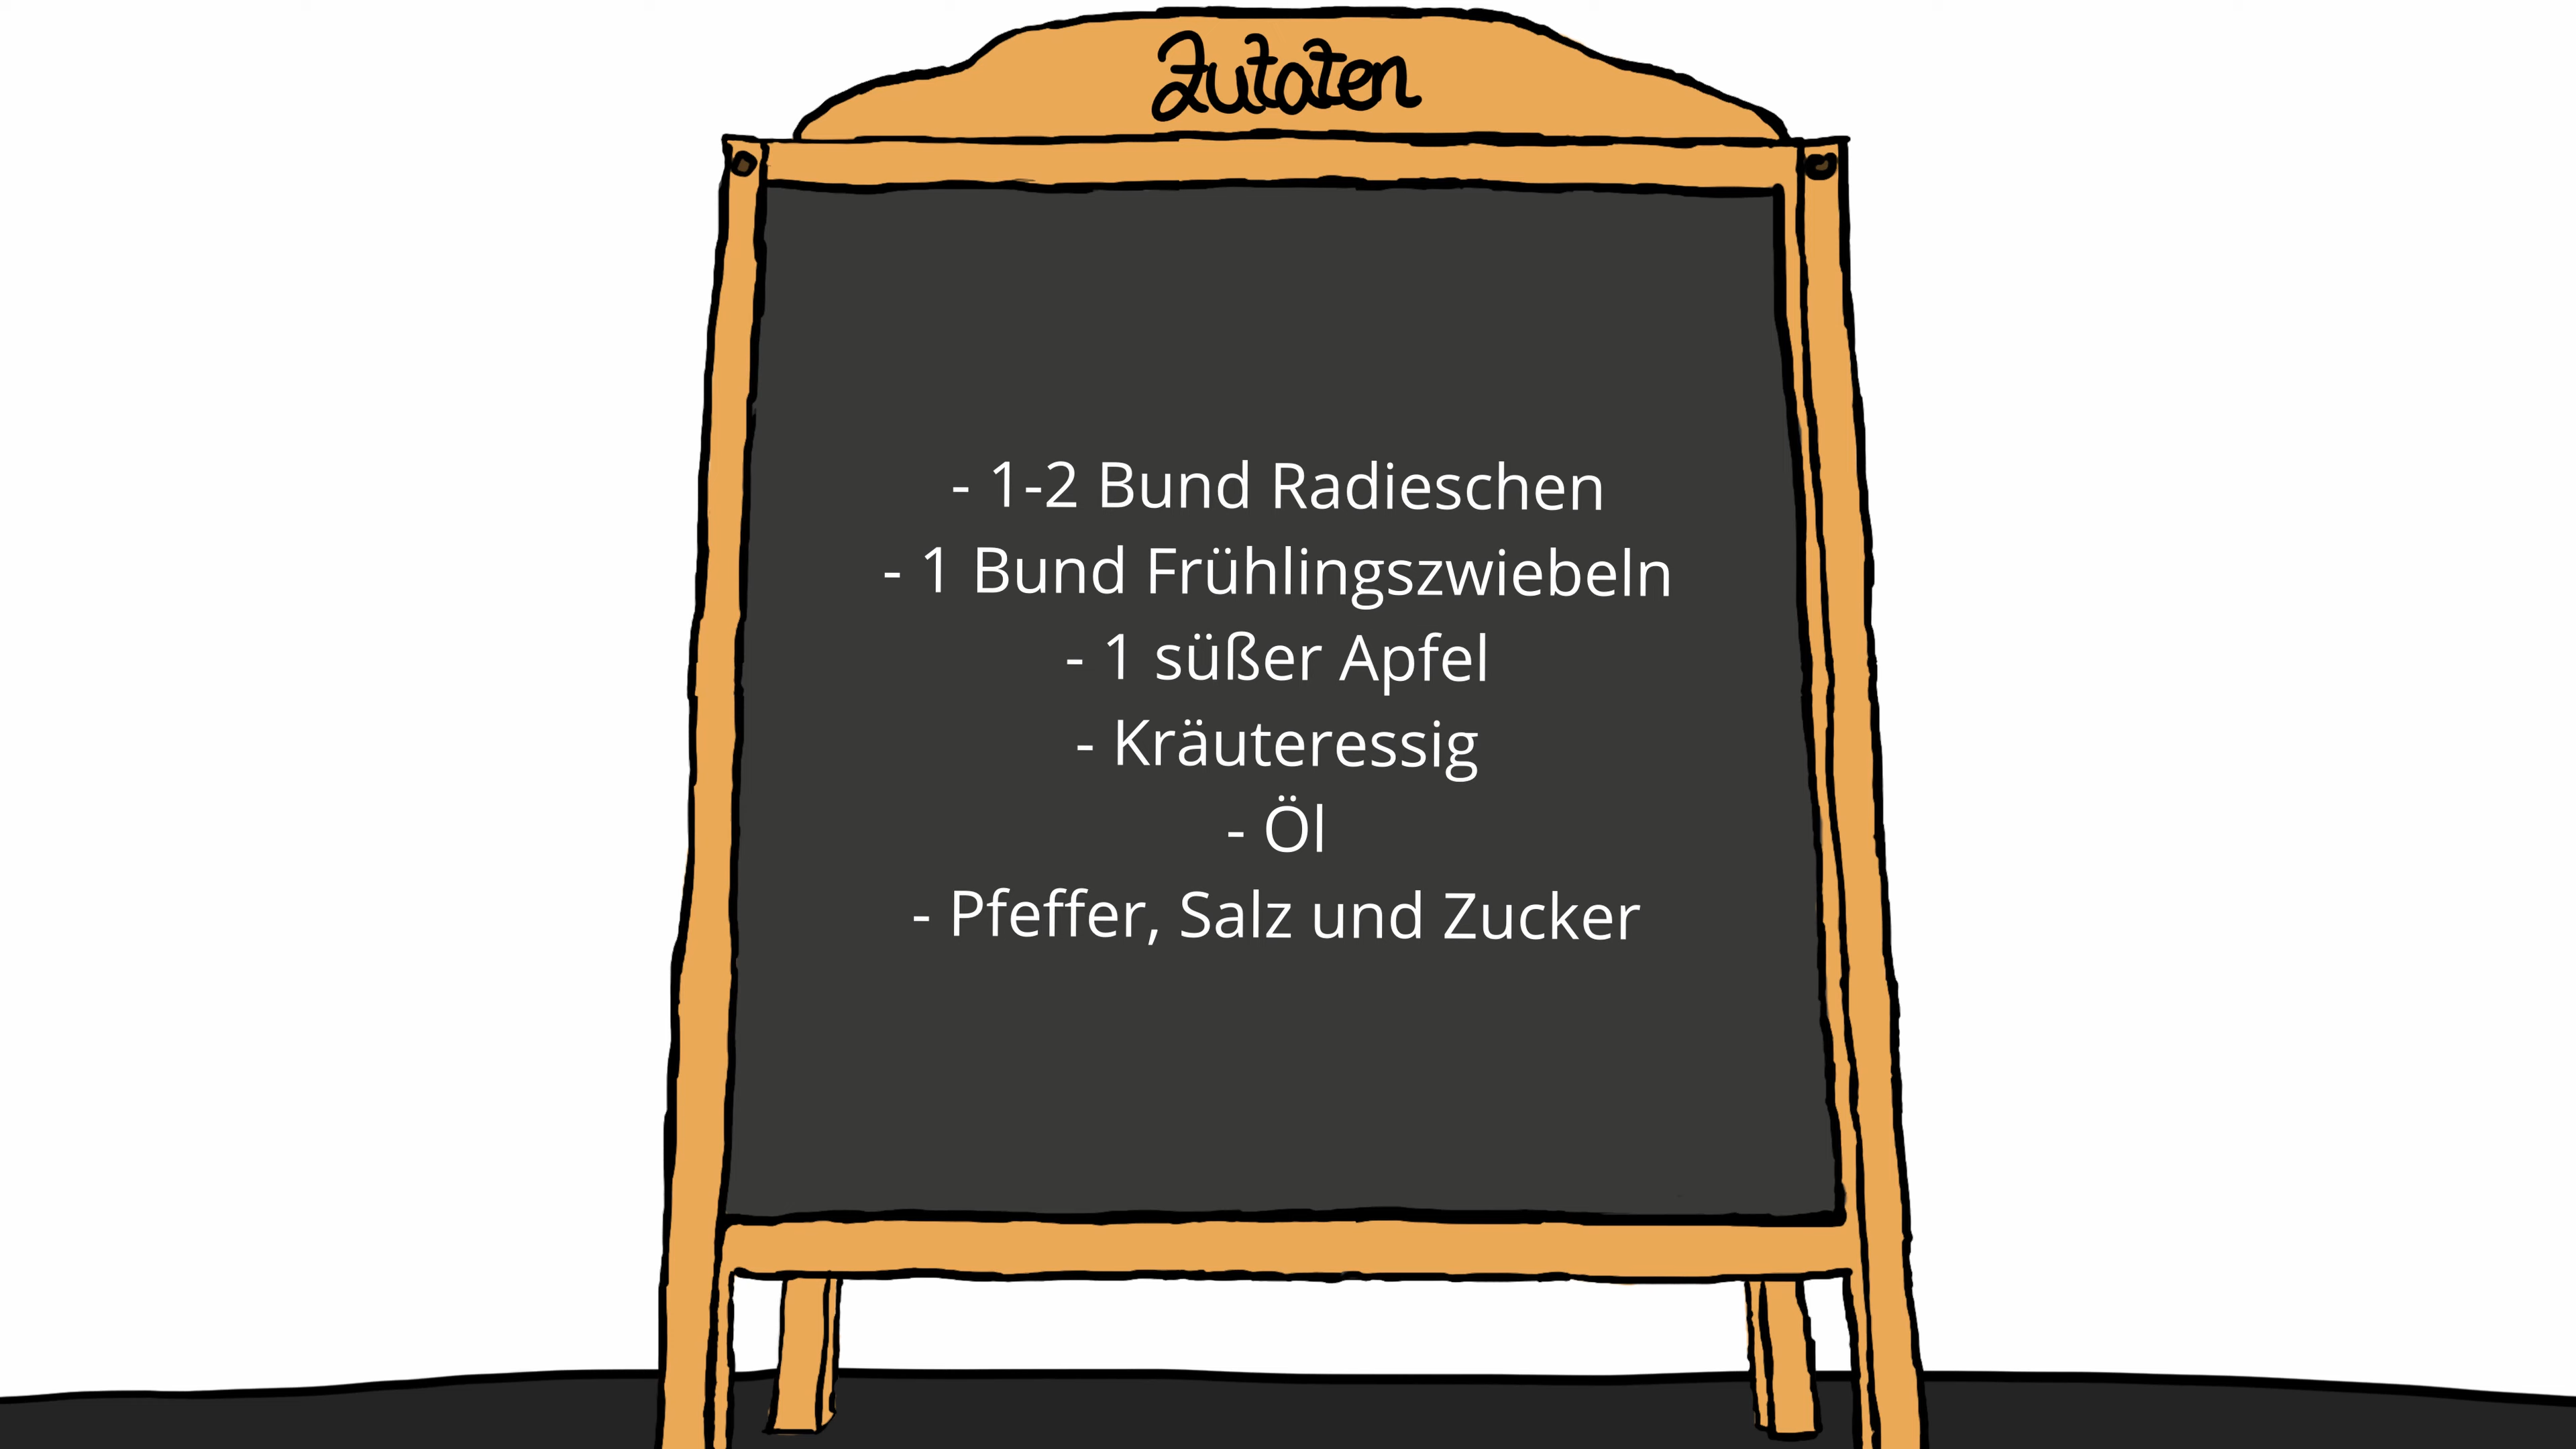 Zutaten
- 1-2 Bund Radieschen
- 1 Bund Frühlingszwiebeln
- 1 süßer Apfel
- Kräuteressig
- Öl
- Pfeffer, Salz und Zucker